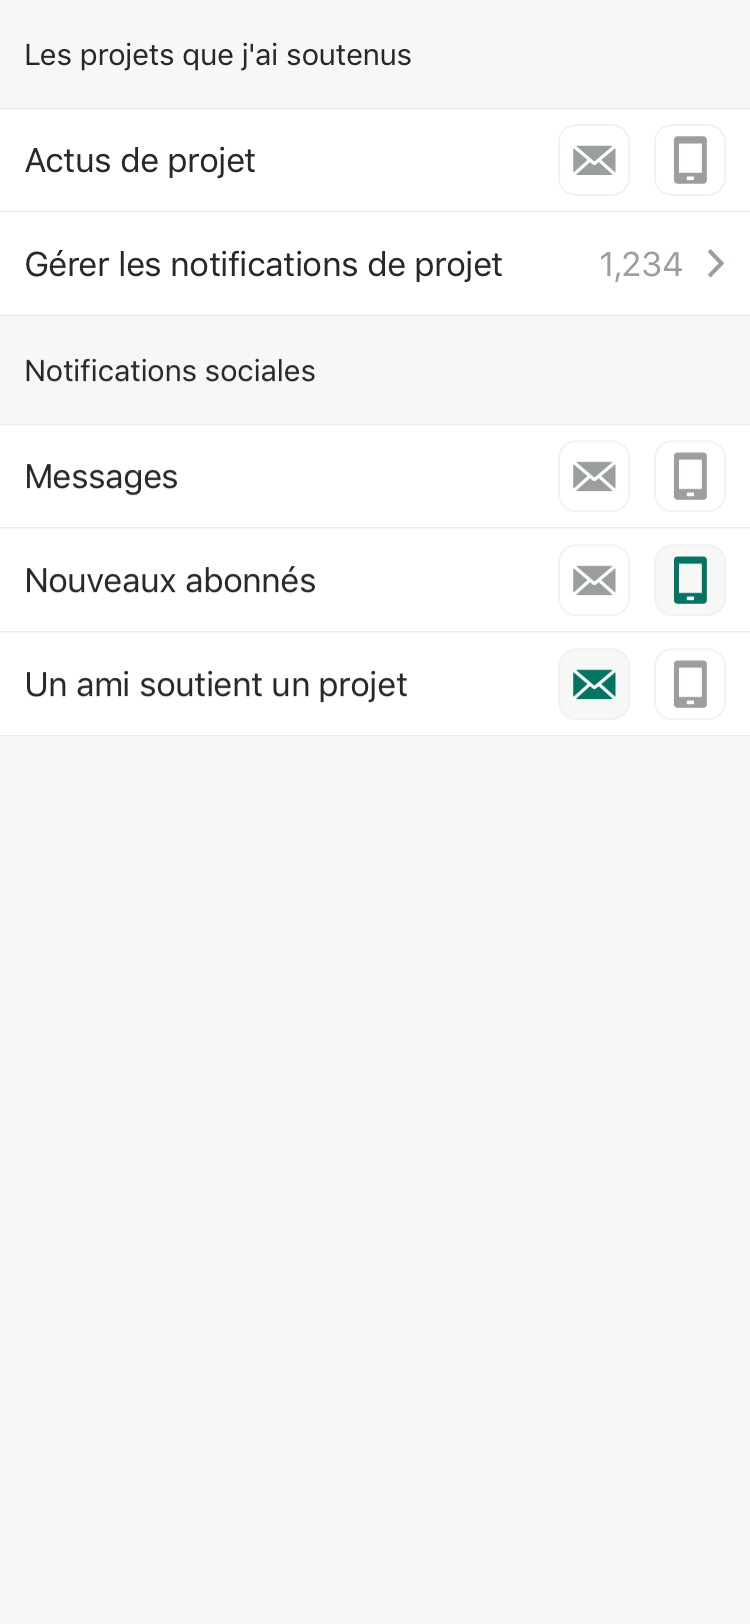 Les projets que j'ai soutenus
Actus de projet
Gérer les notifications de projet 1,234
Notifications sociales
Messages
Nouveaux abonnés
Un ami soutient un projet